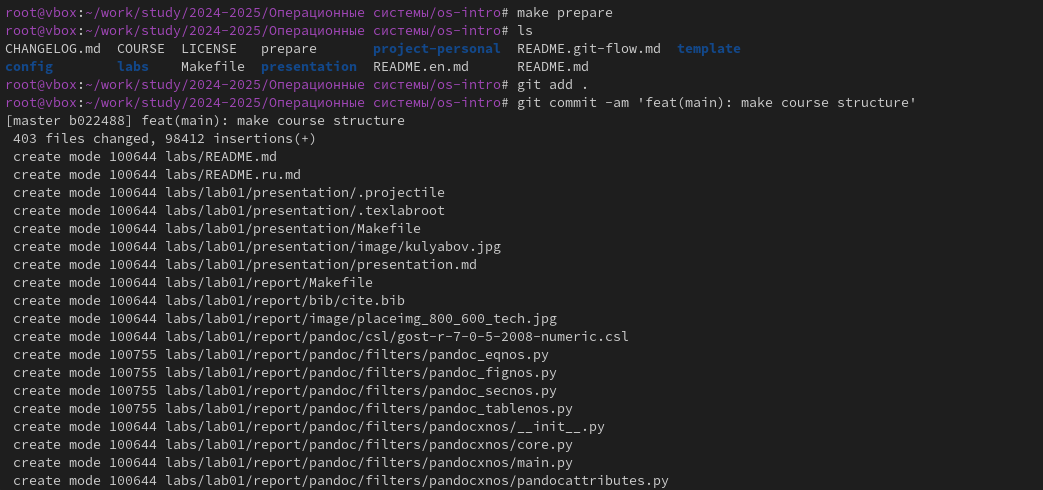 root@vbox:~/work/study/2024-2025/Операционные системы/os-intro# make prepare
root@vbox:~/work/study/2024-2025/Операционные системы/os-intro# ls
CHANGELOG.md  COURSE  LICENSE   prepare       project-personal  README.git-flow.md  template
config        labs    Makefile  presentation  README.en.md      README.md
root@vbox:~/work/study/2024-2025/Операционные системы/os-intro# git add .
root@vbox:~/work/study/2024-2025/Операционные системы/os-intro# git commit -am 'feat(main): make course structure'
[master b022488] feat(main): make course structure
 403 files changed, 98412 insertions(+)
 create mode 100644 labs/README.md
 create mode 100644 labs/README.ru.md
 create mode 100644 labs/lab01/presentation/.projectile
 create mode 100644 labs/lab01/presentation/.texlabroot
 create mode 100644 labs/lab01/presentation/Makefile
 create mode 100644 labs/lab01/presentation/image/kulyabov.jpg
 create mode 100644 labs/lab01/presentation/presentation.md
 create mode 100644 labs/lab01/report/Makefile
 create mode 100644 labs/lab01/report/bib/cite.bib
 create mode 100644 labs/lab01/report/image/placeimg_800_600_tech.jpg
 create mode 100644 labs/lab01/report/pandoc/csl/gost-r-7-0-5-2008-numeric.csl
 create mode 100755 labs/lab01/report/pandoc/filters/pandoc_eqnos.py
 create mode 100755 labs/lab01/report/pandoc/filters/pandoc_fignos.py
 create mode 100755 labs/lab01/report/pandoc/filters/pandoc_secnos.py
 create mode 100755 labs/lab01/report/pandoc/filters/pandoc_tablenos.py
 create mode 100644 labs/lab01/report/pandoc/filters/pandocxnos/__init__.py
 create mode 100644 labs/lab01/report/pandoc/filters/pandocxnos/core.py
 create mode 100644 labs/lab01/report/pandoc/filters/pandocxnos/main.py
 create mode 100644 labs/lab01/report/pandoc/filters/pandocxnos/pandocattributes.py